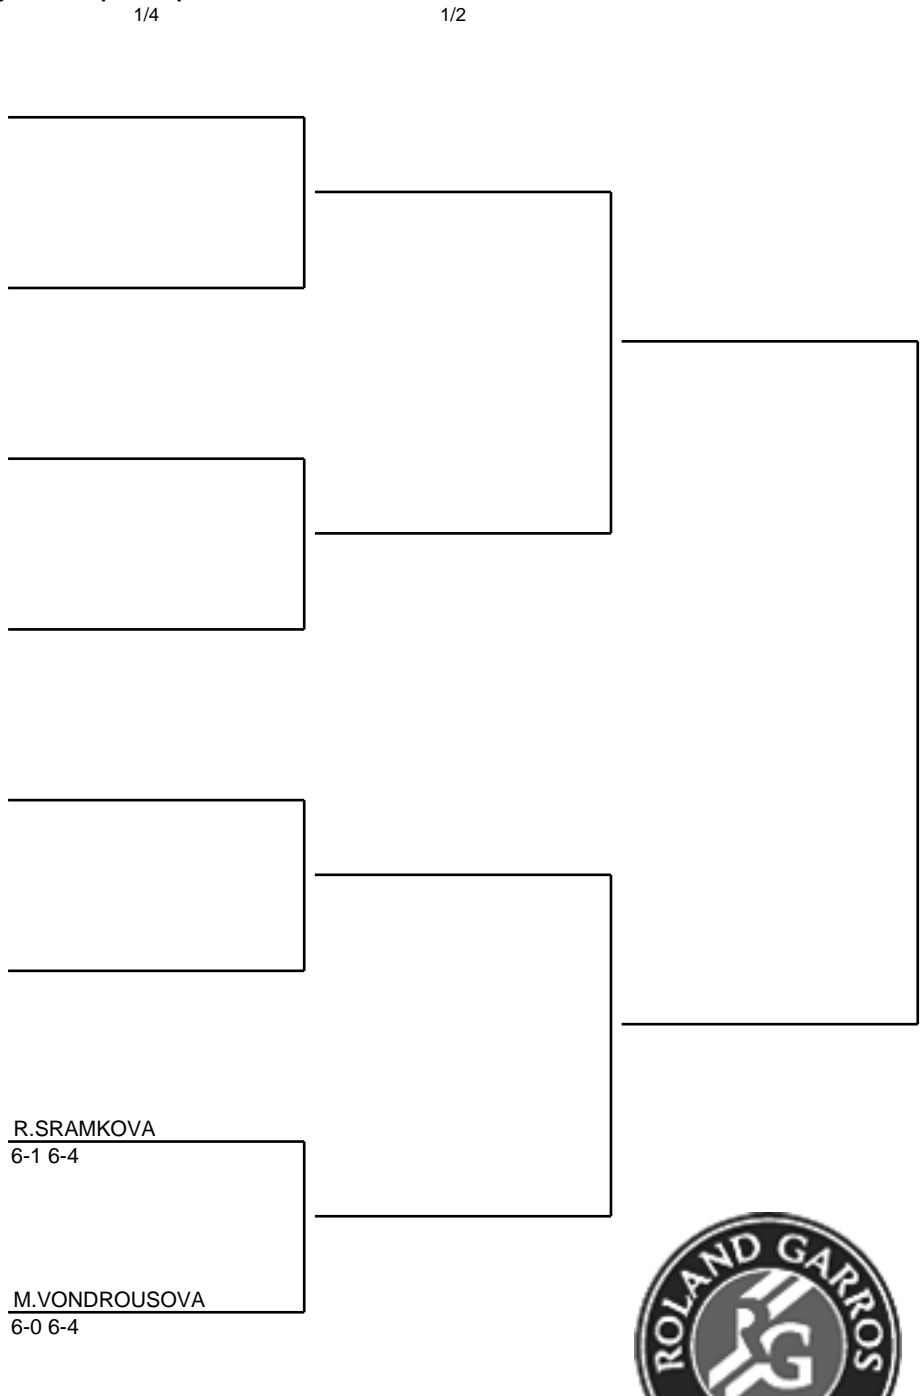 1/4 1/2
R.SRAMKOVA
6-1 6-4
M.VONDROUSOVA
6-0 6-4
ROLAND GARROS
RG